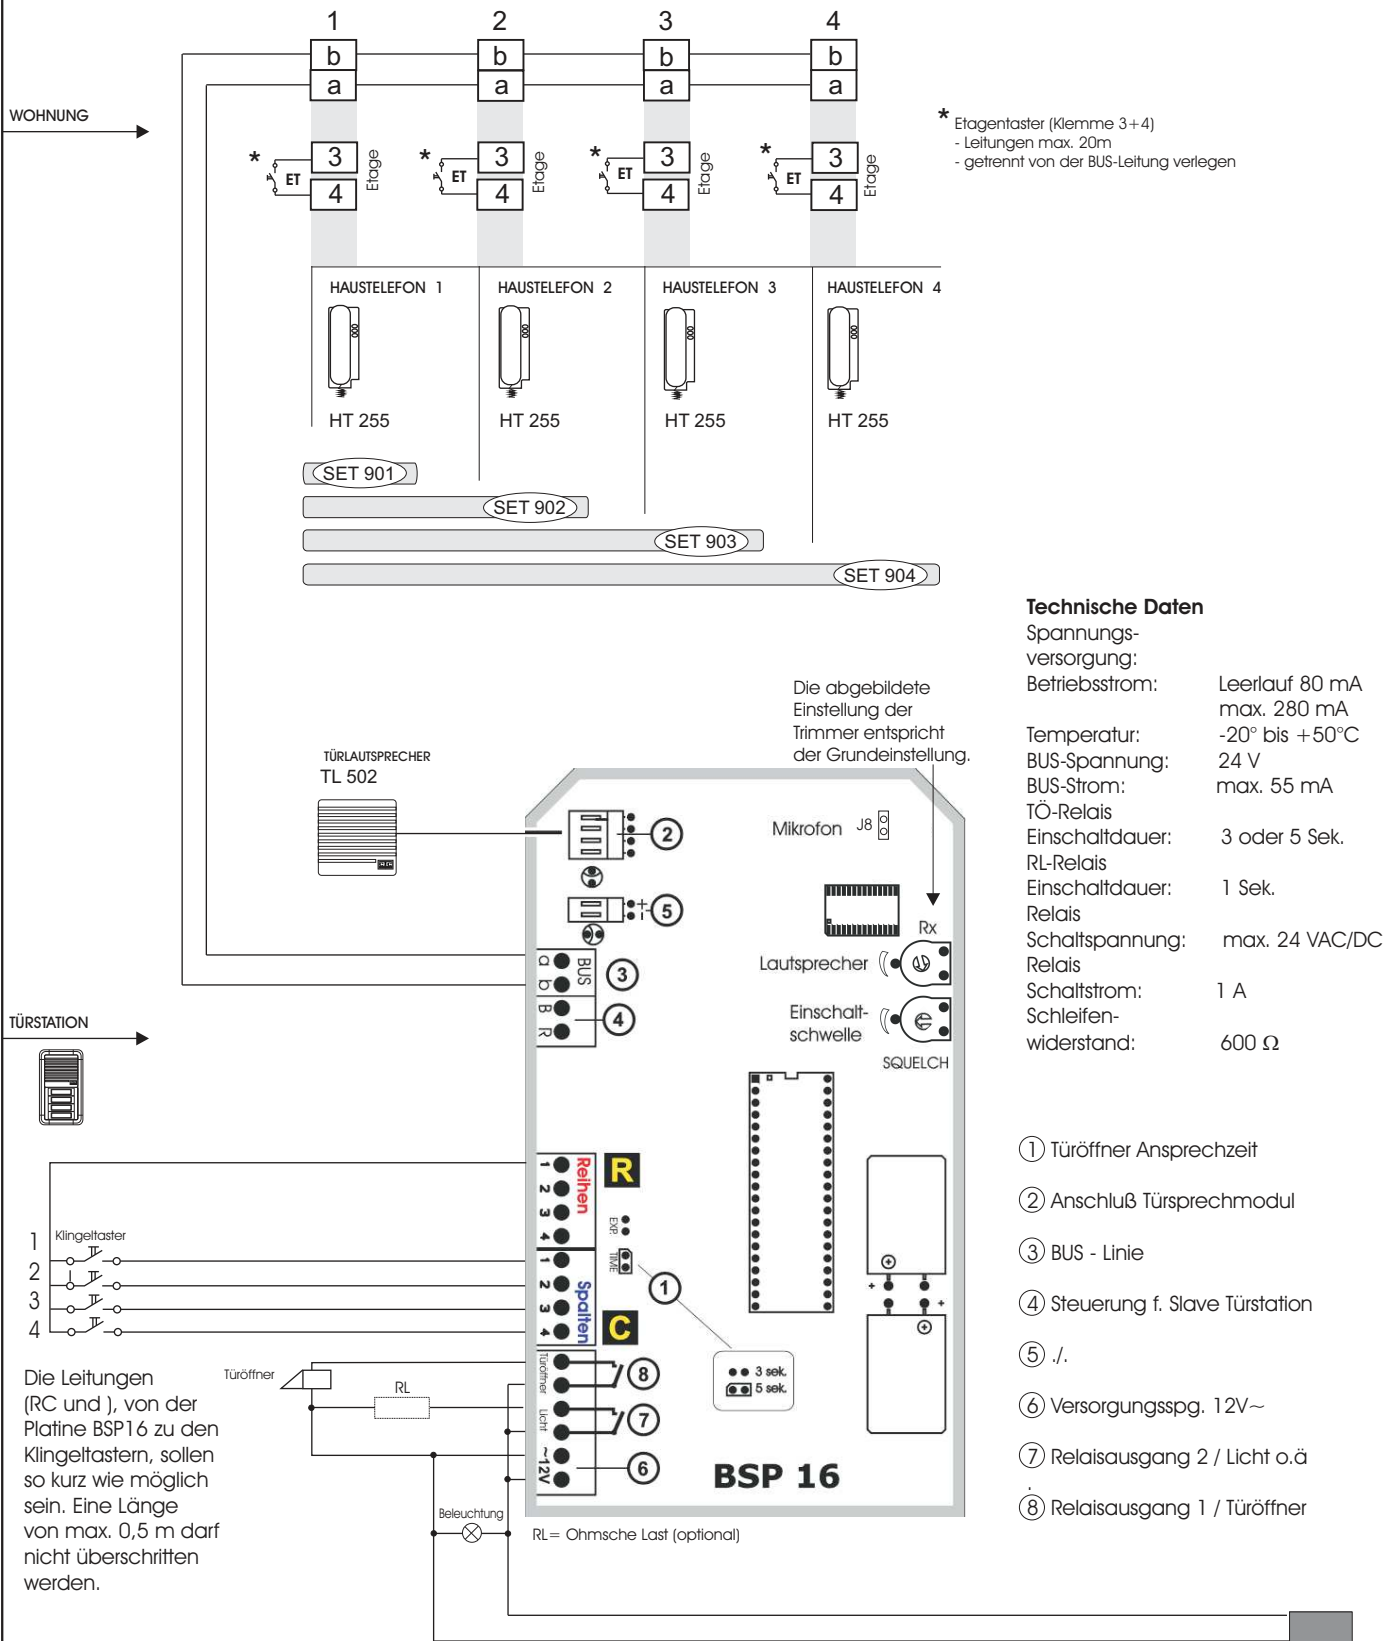 1 2 3 4
b b b b
a a a a
WOHNUNG
* Etagentaster (Klemme 3+4)
- Leitungen max. 20m
- getrennt von der BUS-Leitung verlegen
* ET 3 4 Etage
* ET 3 4 Etage
* ET 3 4 Etage
* ET 3 4 Etage
HAUSTELEFON 1 HAUSTELEFON 2 HAUSTELEFON 3 HAUSTELEFON 4
HT 255 HT 255 HT 255 HT 255
SET 901
SET 902
SET 903
SET 904
Technische Daten
Spannungs-
versorgung:
Betriebsstrom: Leerlauf 80 mA
max. 280 mA
Temperatur: -20° bis +50°C
BUS-Spannung: 24 V
BUS-Strom: max. 55 mA
TÖ-Relais
Einschaltdauer: 3 oder 5 Sek.
RL-Relais
Einschaltdauer: 1 Sek.
Relais
Schaltspannung: max. 24 VAC/DC
Relais
Schaltstrom: 1 A
Schleifen-
widerstand: 600 Ω
Die abgebildete
Einstellung der
Trimmer entspricht
der Grundeinstellung.
TÜRLAUTSPRECHER
TL 502
2
Mikrofon J8
+
-
5
Rx
Lautsprecher
a b BUS
3
B R
4
Einschalt-
schwelle
SQUELCH
TÜRSTATION
1 2 3 4 Reihen R
EXP.
TIME
1 2 3 4 Spalten C
1
Klingeltaster
1
2
3
4
3 sek.
5 sek.
+
+
Türöffner
Türöffner
8
RL
Licht
7
~12V
6
BSP 16
Beleuchtung
RL= Ohmsche Last (optional)
Die Leitungen
(RC und ), von der
Platine BSP16 zu den
Klingeltastern, sollen
so kurz wie möglich
sein. Eine Länge
von max. 0,5 m darf
nicht überschritten
werden.
1 Türöffner Ansprechzeit
2 Anschluß Türsprechmodul
3 BUS - Linie
4 Steuerung f. Slave Türstation
5 ./.
6 Versorgungsspg. 12V~
7 Relaisausgang 2 / Licht o.ä
.
8 Relaisausgang 1 / Türöffner